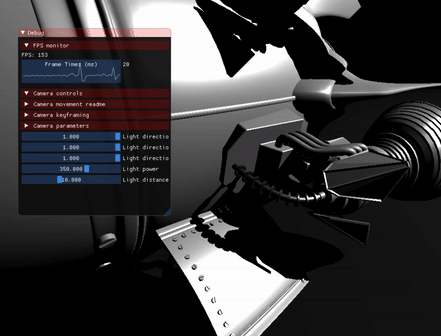 Debug
FPS monitor
FPS: 153
Frame Times (ms)
20
Camera controls
Camera movement readme
Camera keyframing
Camera parameters
1.000 Light directio
1.000 Light directio
1.000 Light directio
350.000 Light power
10.000 Light distance